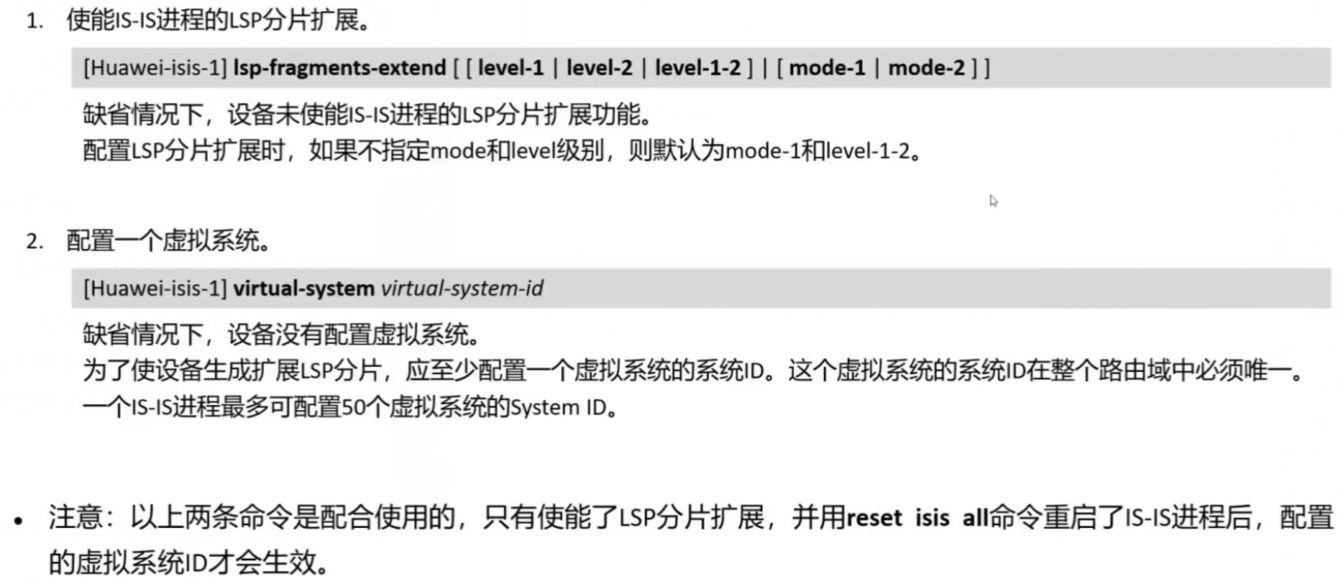 1. 使能IS-IS进程的LSP分片扩展。
[Huawei-isis-1] lsp-fragments-extend [ [ level-1 | level-2 | level-1-2 ] | [ mode-1 | mode-2 ] ]
缺省情况下，设备未使能IS-IS进程的LSP分片扩展功能。
配置LSP分片扩展时，如果不指定mode和level级别，则默认为mode-1和level-1-2。
2. 配置一个虚拟系统。
[Huawei-isis-1] virtual-system virtual-system-id
缺省情况下，设备没有配置虚拟系统。
为了使设备生成扩展LSP分片，应至少配置一个虚拟系统的系统ID。这个虚拟系统的系统ID在整个路由域中必须唯一。
一个IS-IS进程最多可配置50个虚拟系统的System ID。
• 注意：以上两条命令是配合使用的，只有使能了LSP分片扩展，并用reset isis all命令重启了IS-IS进程后，配置
的虚拟系统ID才会生效。